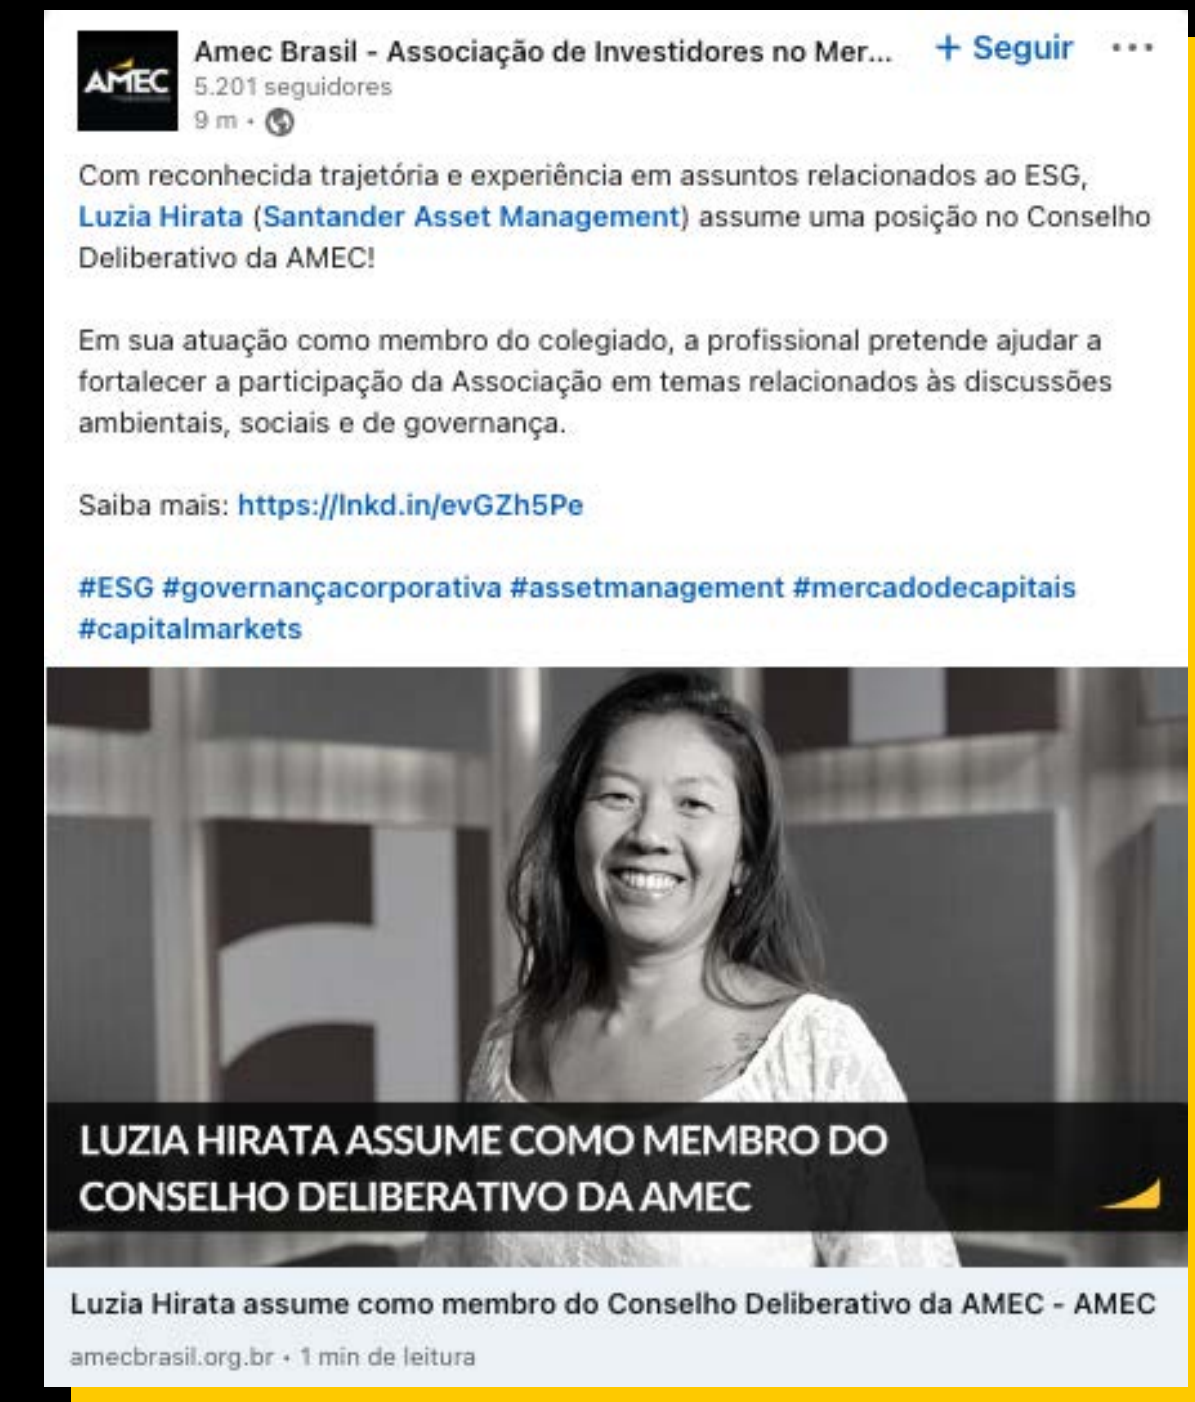 AMEC
Amec Brasil - Associação de Investidores no Mer...
+ Seguir
5.201 seguidores
9 m •
Com reconhecida trajetória e experiência em assuntos relacionados ao ESG,
Luzia Hirata (Santander Asset Management) assume uma posição no Conselho
Deliberativo da AMEC!
Em sua atuação como membro do colegiado, a profissional pretende ajudar a
fortalecer a participação da Associação em temas relacionados às discussões
ambientais, sociais e de governança.
Saiba mais: https://lnkd.in/evGZh5Pe
#ESG #governançacorporativa #assetmanagement #mercadodecapitais
#capitalmarkets
LUZIA HIRATA ASSUME COMO MEMBRO DO
CONSELHO DELIBERATIVO DA AMEC
Luzia Hirata assume como membro do Conselho Deliberativo da AMEC - AMEC
amecbrasil.org.br • 1 min de leitura